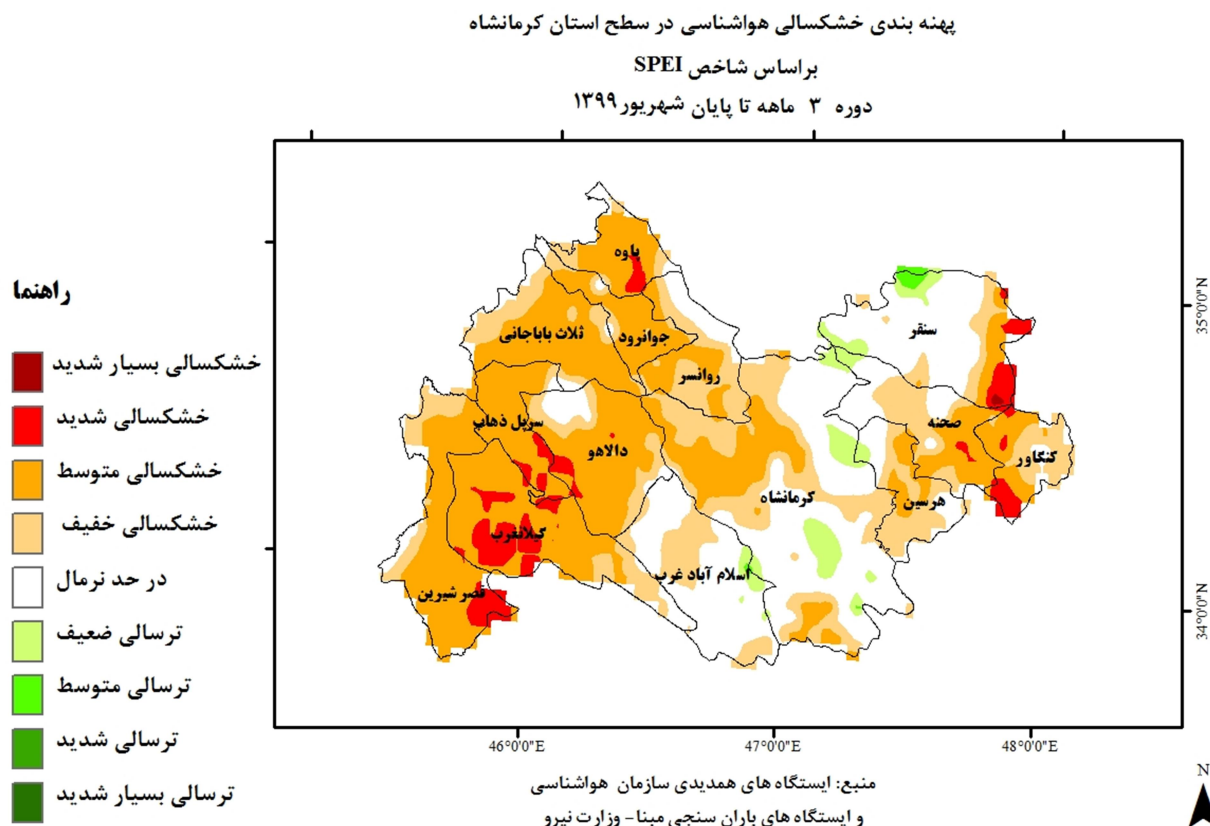 پهنه بندی خشکسالی هواشناسی در سطح استان کرمانشاه
براساس شاخص SPEI
دوره ۳ ماهه تا پایان شهریور ۱۳۹۹
راهنما
خشکسالی بسیار شدید
خشکسالی شدید
خشکسالی متوسط
خشکسالی خفیف
در حد نرمال
ترسالی ضعیف
ترسالی متوسط
ترسالی شدید
ترسالی بسیار شدید
پاوه
ثلاث باباجانی
جوانرود
روانسر
سنقر
سرپل ذهاب
دالاهو
صحنه
کنگاور
کرمانشاه
هرسین
گیلانغرب
اسلام آباد غرب
قصر شیرین
35°0'0"N
34°0'0"N
46°0'0"E
47°0'0"E
48°0'0"E
N
منبع: ایستگاه های همدیدی سازمان هواشناسی
و ایستگاه های باران سنجی مبنا- وزارت نیرو